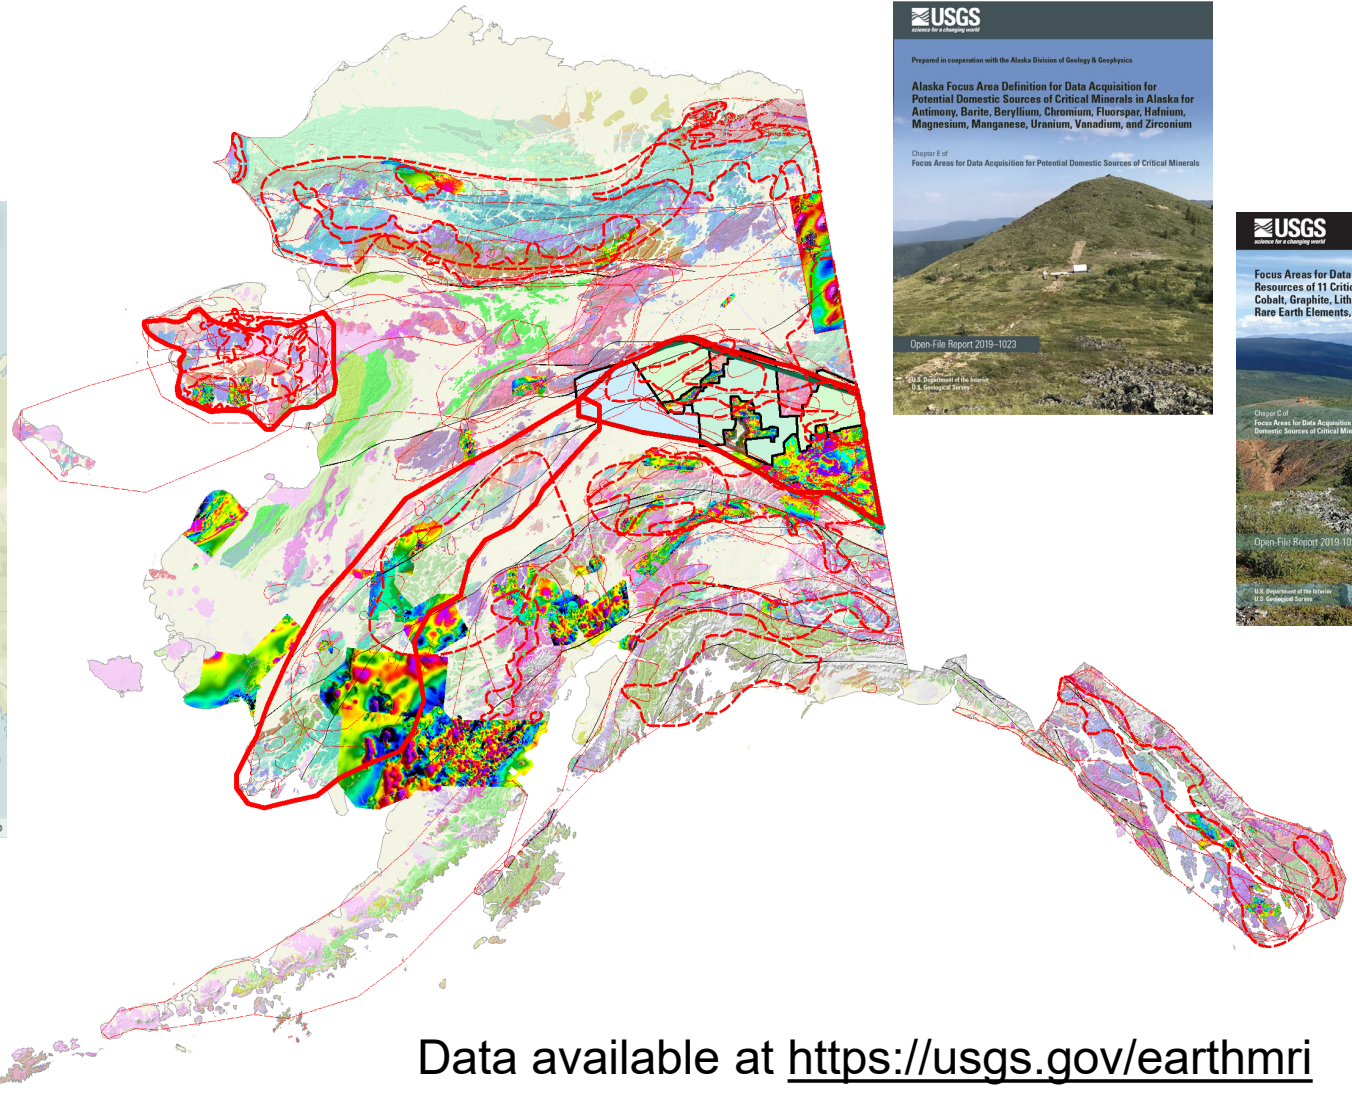 USGS
science for a changing world
Prepared in cooperation with the Alaska Division of Geology & Geophysics
Alaska Focus Area Definition for Data Acquisition for
Potential Domestic Sources of Critical Minerals in Alaska for
Antimony, Barite, Beryllium, Chromium, Fluorspar, Hafnium,
Magnesium, Manganese, Uranium, Vanadium, and Zirconium
Chapter E of
Focus Areas for Data Acquisition for Potential Domestic Sources of Critical Minerals
Open-File Report 2019–1023
U.S. Department of the Interior
U.S. Geological Survey
USGS
science for a changing world
Focus Areas for Data
Resources of 11 Critic
Cobalt, Graphite, Lith
Rare Earth Elements,
Chapter C of
Focus Areas for Data Acquisition
Domestic Sources of Critical Min
Open-File Report 2019-10
U.S. Department of the Interior
U.S. Geological Survey
Data available at https://usgs.gov/earthmri